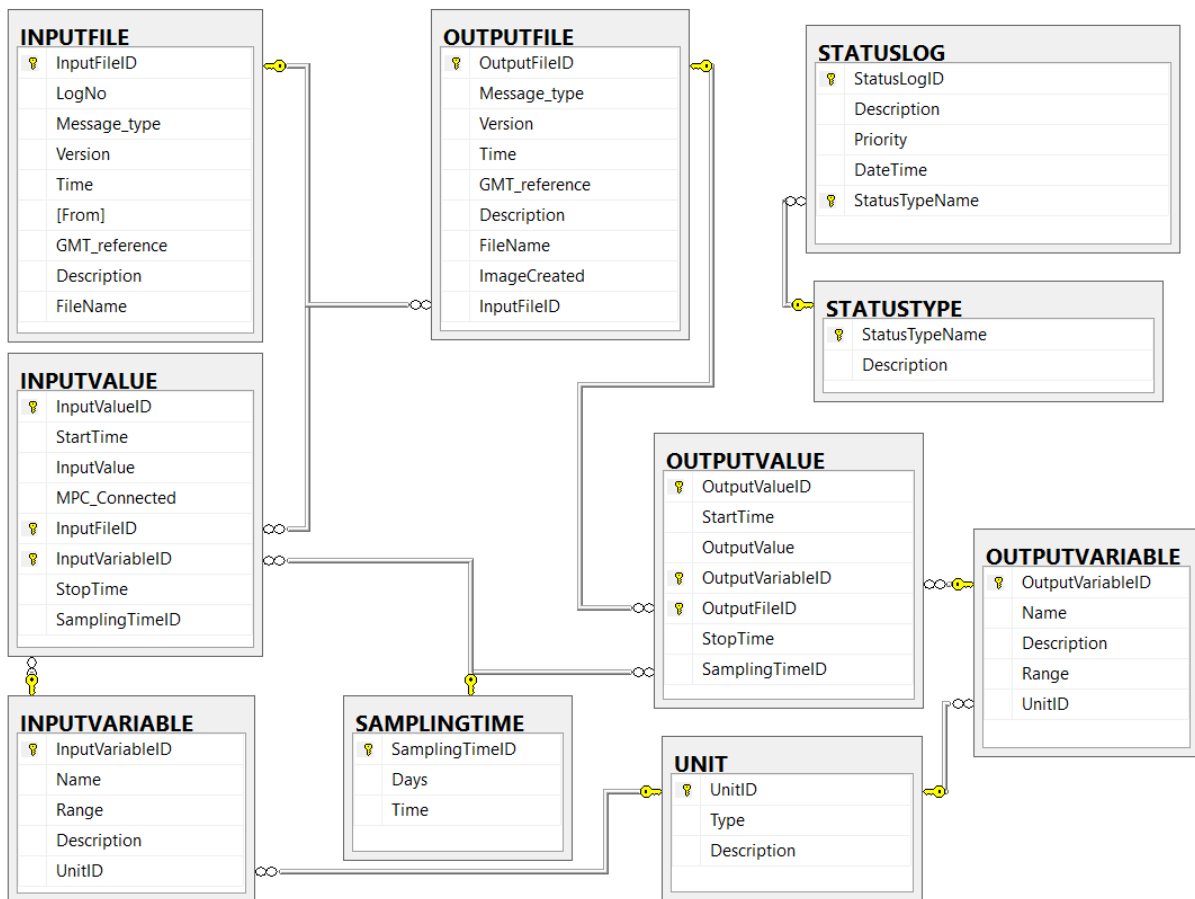 INPUTFILE
InputFileID
LogNo
Message_type
Version
Time
[From]
GMT_reference
Description
FileName
OUTPUTFILE
OutputFileID
Message_type
Version
Time
GMT_reference
Description
FileName
ImageCreated
InputFileID
STATUSLOG
StatusLogID
Description
Priority
DateTime
StatusTypeName
STATUSTYPE
StatusTypeName
Description
INPUTVALUE
InputValueID
StartTime
InputValue
MPC_Connected
InputFileID
InputVariableID
StopTime
SamplingTimeID
OUTPUTVALUE
OutputValueID
StartTime
OutputValue
OutputVariableID
OutputFileID
StopTime
SamplingTimeID
OUTPUTVARIABLE
OutputVariableID
Name
Description
Range
UnitID
INPUTVARIABLE
InputVariableID
Name
Range
Description
UnitID
SAMPLINGTIME
SamplingTimeID
Days
Time
UNIT
UnitID
Type
Description